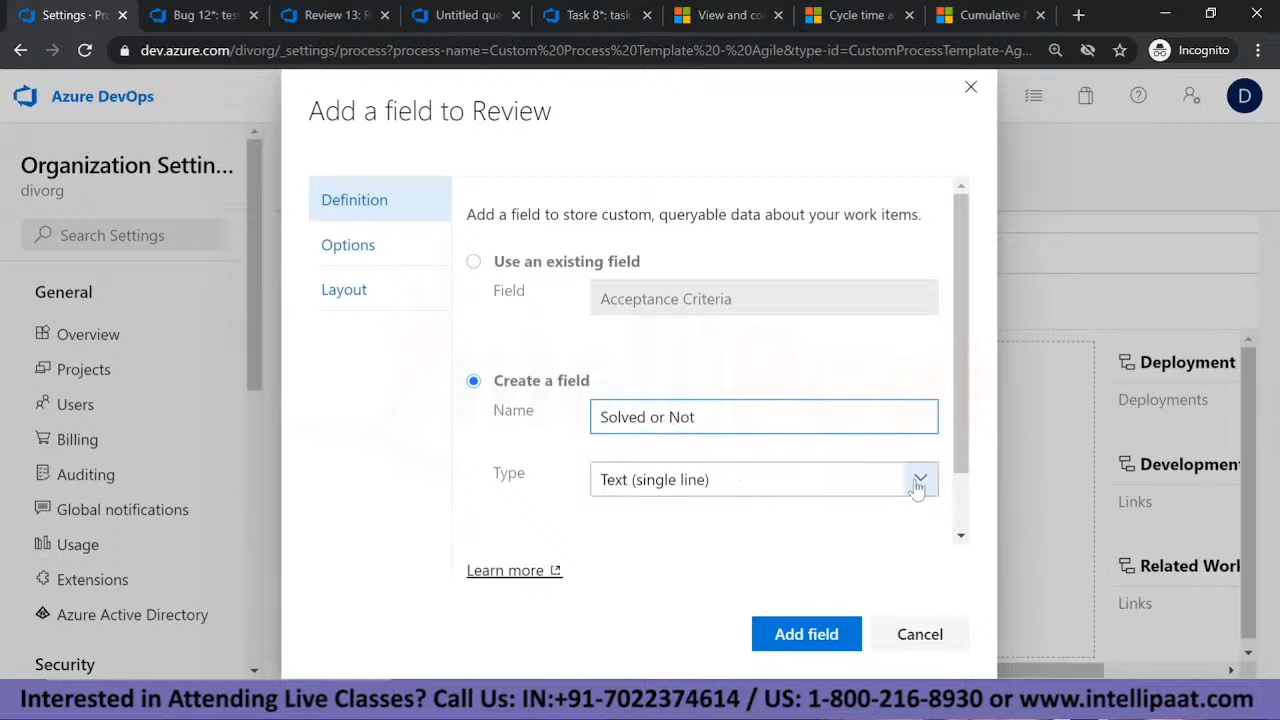 Settings - Pro
Bug 12*: tes
Review 13: R
Untitled que
Task 8*: task
View and co
Cycle time a
Cumulative f
dev.azure.com/divorg/_settings/process?process-name=Custom%20Process%20Template%20-%20Agile&type-id=CustomProcessTemplate-Ag...
Incognito
Azure DevOps
D
Organization Settin...
divorg
Search Settings
General
Overview
Projects
Users
Billing
Auditing
Global notifications
Usage
Extensions
Azure Active Directory
Security
Add a field to Review
Definition
Options
Layout
Add a field to store custom, queryable data about your work items.
Use an existing field
Field
Acceptance Criteria
Create a field
Name
Solved or Not
Type
Text (single line)
Learn more
Add field
Cancel
Deployment
Deployments
Development
Links
Related Work
Links
Interested in Attending Live Classes? Call Us: IN:+91-7022374614 / US: 1-800-216-8930 or www.intellipaat.com